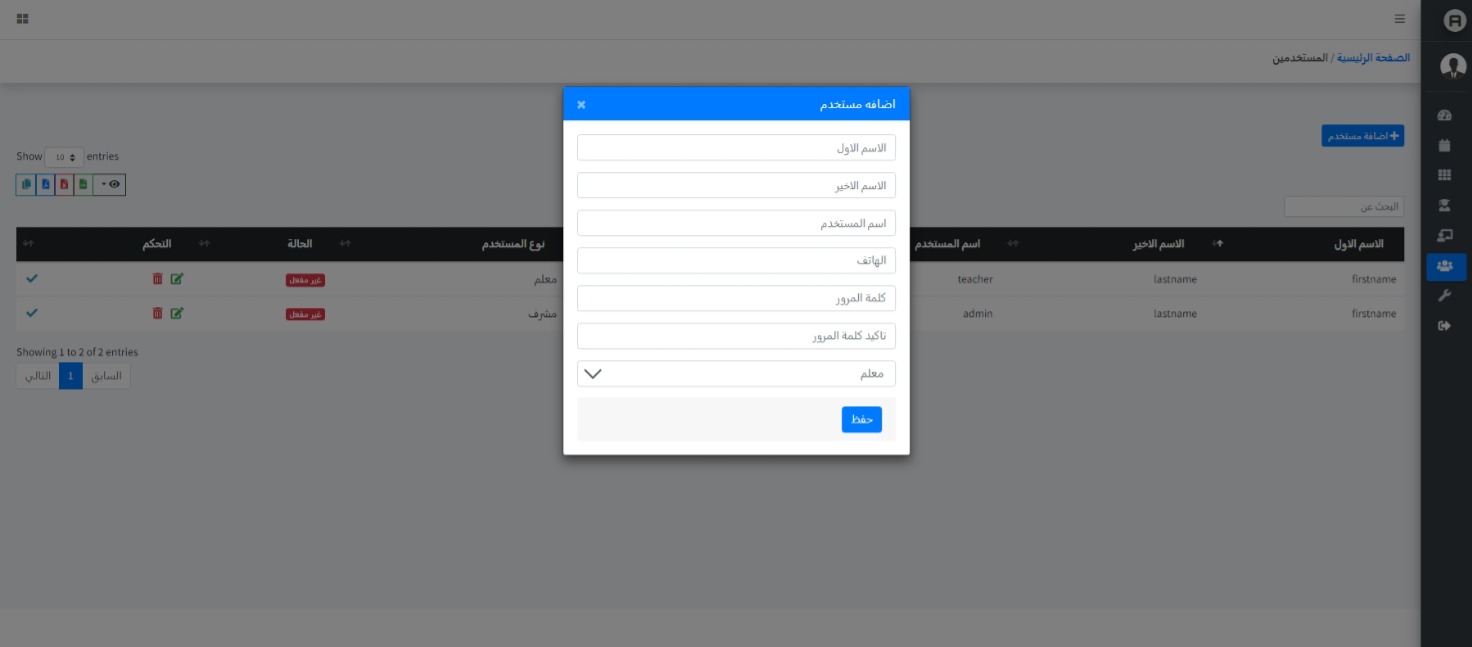 الصفحة الرئيسية / المستخدمين
اضافه مستخدم ×
الاسم الاول
الاسم الاخير
اسم المستخدم
الهاتف
كلمة المرور
تاكيد كلمة المرور
معلم
حفظ
اضافة مستخدم
Show 10 entries
البحث عن
الاسم الاول الاسم الاخير اسم المستخدم نوع المستخدم الحالة التحكم
firstname lastname teacher معلم غير مفعل
firstname lastname admin مشرف غير مفعل
Showing 1 to 2 of 2 entries
السابق 1 التالي